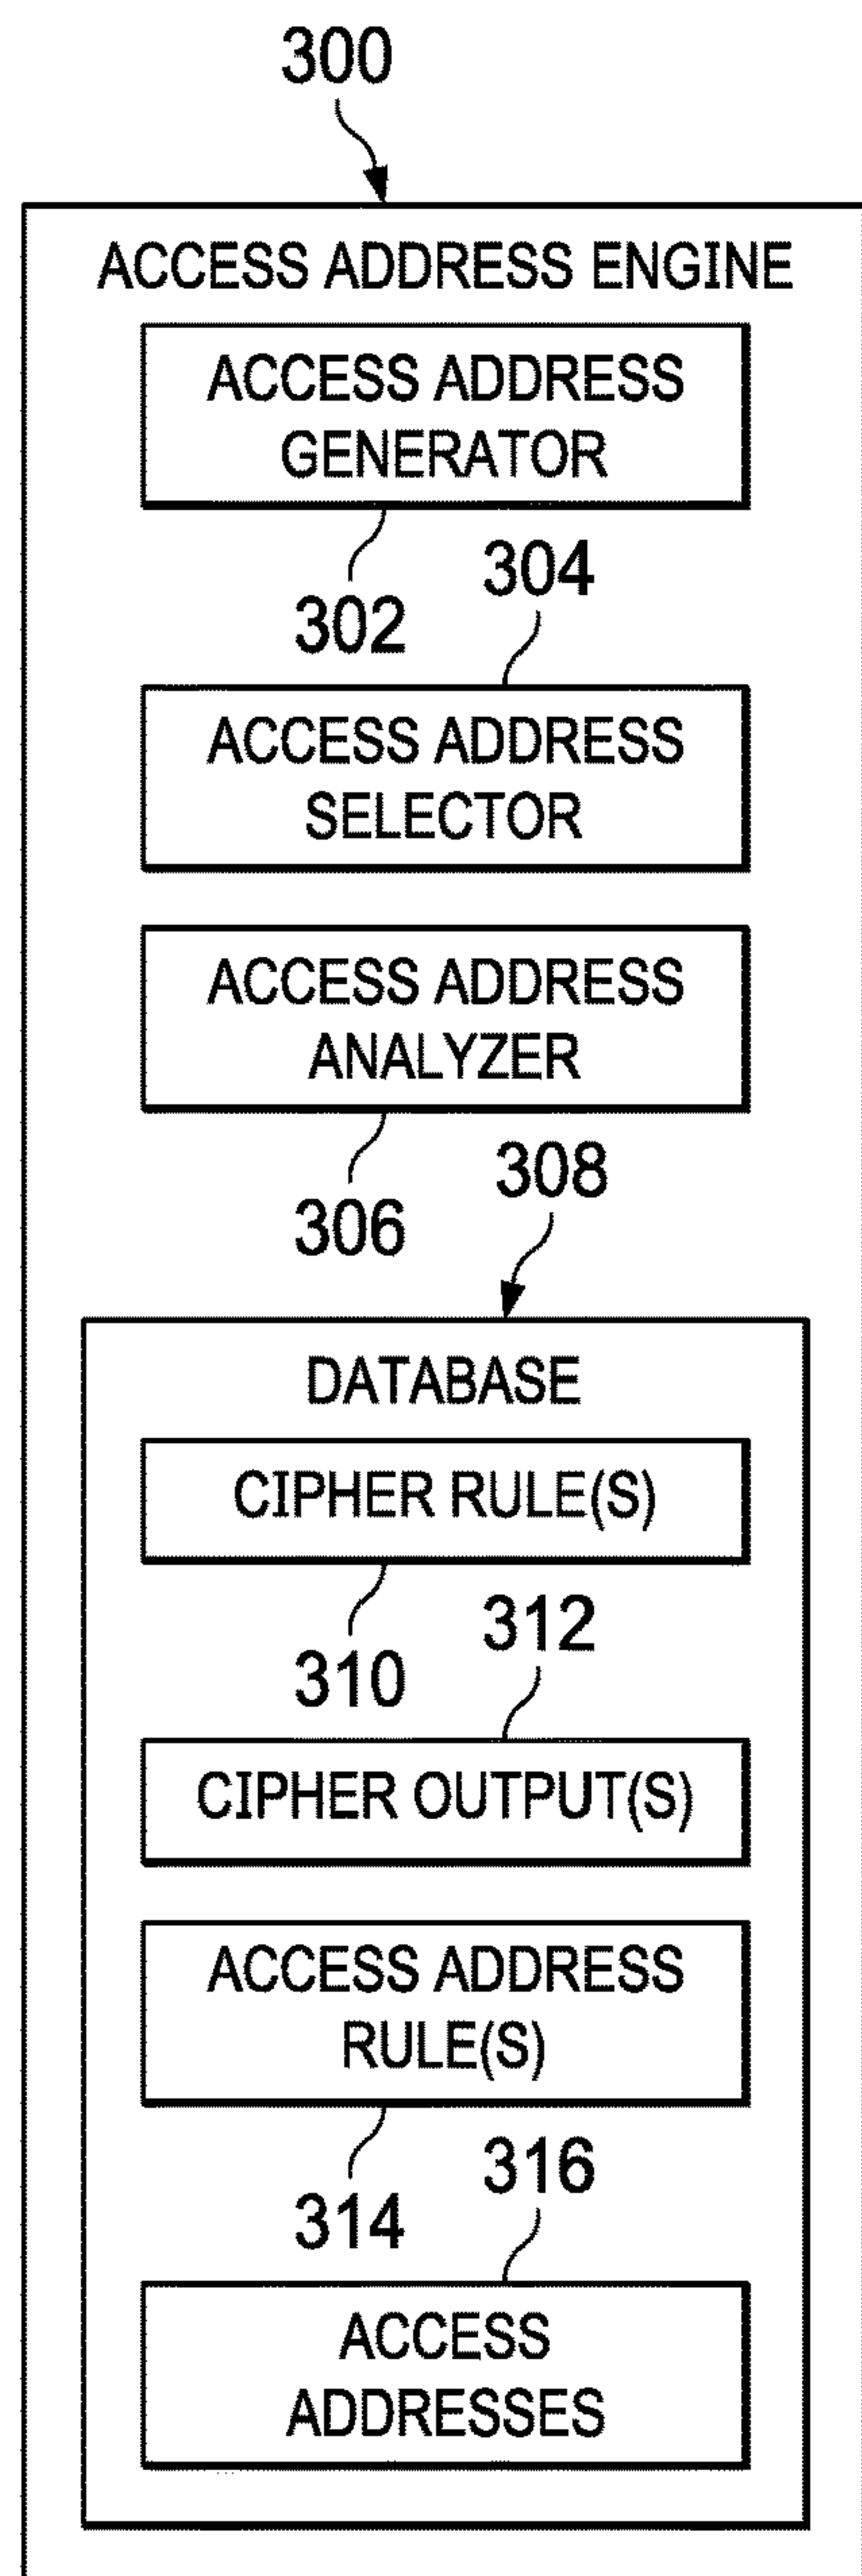 300
ACCESS ADDRESS ENGINE
ACCESS ADDRESS
GENERATOR
302
304
ACCESS ADDRESS
SELECTOR
ACCESS ADDRESS
ANALYZER
306
308
DATABASE
CIPHER RULE(S)
310
312
CIPHER OUTPUT(S)
ACCESS ADDRESS
RULE(S)
314
316
ACCESS
ADDRESSES